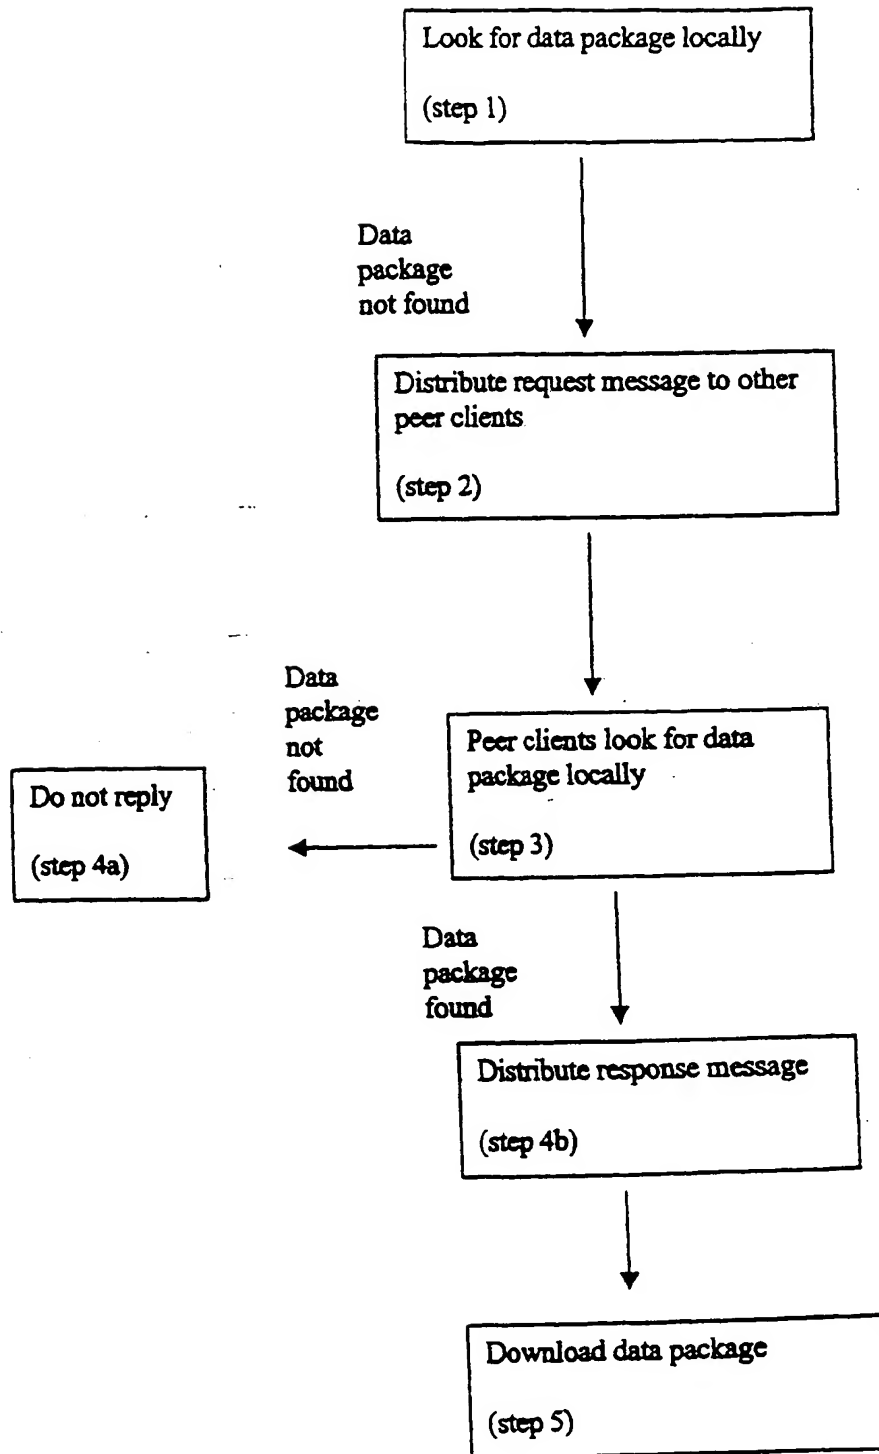 Look for data package locally
(step 1)
Data
package
not found
Distribute request message to other
peer clients
(step 2)
Data
package
not
found
Peer clients look for data
package locally
(step 3)
Do not reply
(step 4a)
Data
package
found
Distribute response message
(step 4b)
Download data package
(step 5)